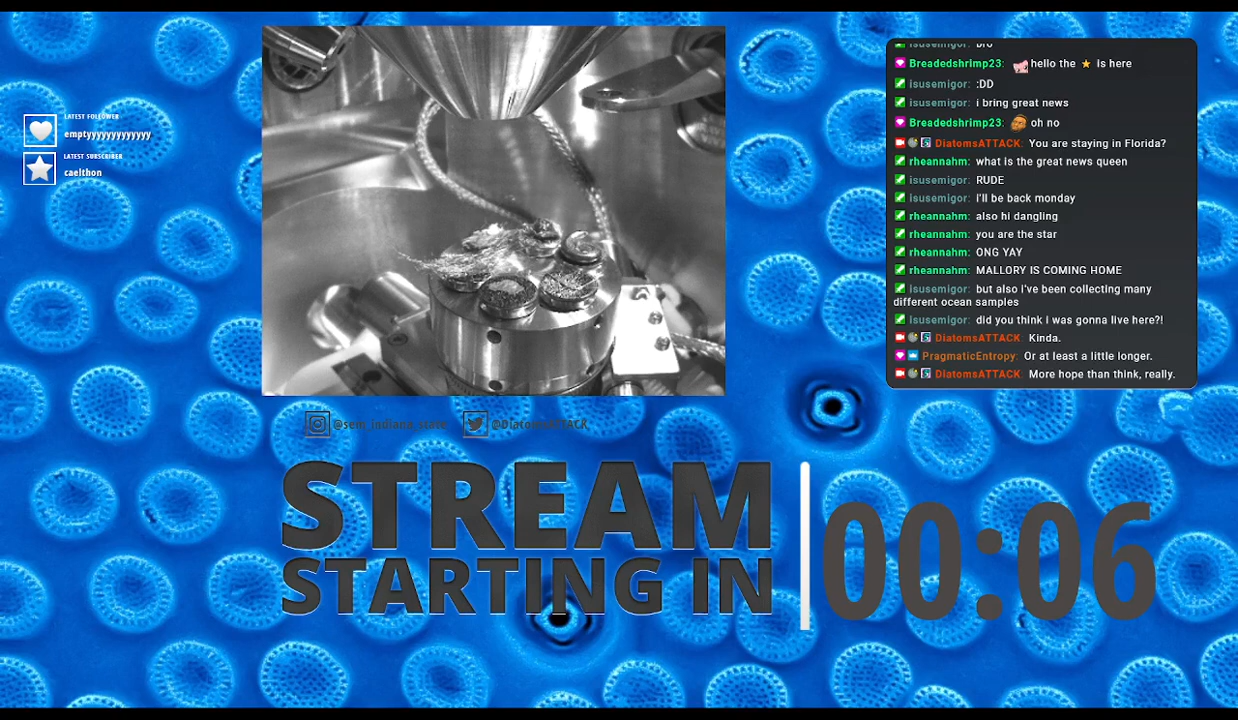 LATEST FOLLOWER
emptyyyyyyyyyyyy
LATEST SUBSCRIBER
caelthon
isusemigor: bro
Breadedshrimp23: hello the is here
isusemigor: :DD
isusemigor: i bring great news
Breadedshrimp23: oh no
DiatomsATTACK: You are staying in Florida?
rheannahm: what is the great news queen
isusemigor: RUDE
isusemigor: i'll be back monday
rheannahm: also hi dangling
rheannahm: you are the star
rheannahm: ONG YAY
rheannahm: MALLORY IS COMING HOME
isusemigor: but also i've been collecting many
different ocean samples
isusemigor: did you think i was gonna live here?!
DiatomsATTACK: Kinda.
PragmaticEntropy: Or at least a little longer.
DiatomsATTACK: More hope than think, really.
@sem_indiana_state @DiatomsATTACK
STREAM
STARTING IN
00:06